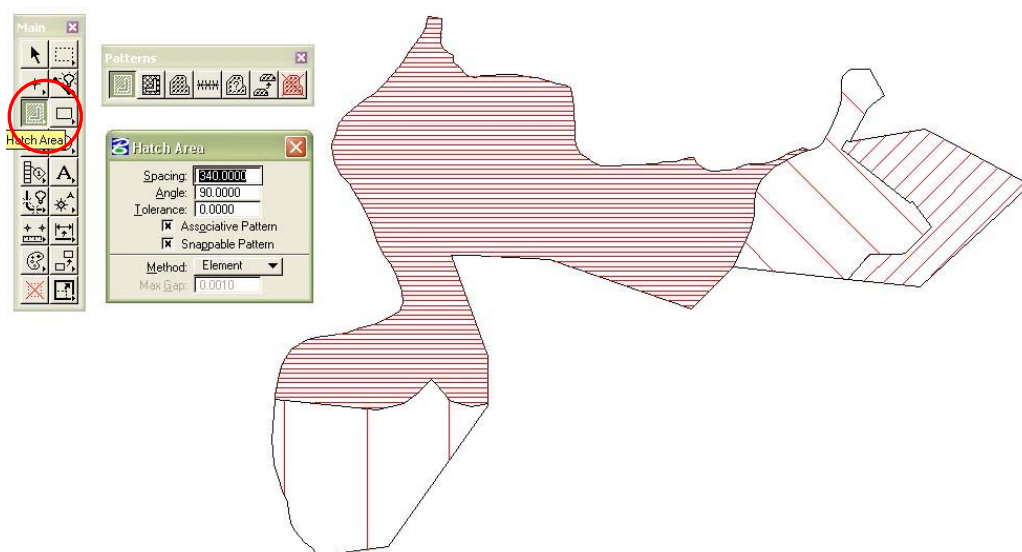 Main
Hatch Area
A
Patterns
Hatch Area
Spacing: 340.0000
Angle: 90.0000
Tolerance: 0.0000
Associative Pattern
Snappable Pattern
Method: Element
Max Gap: 0.0010